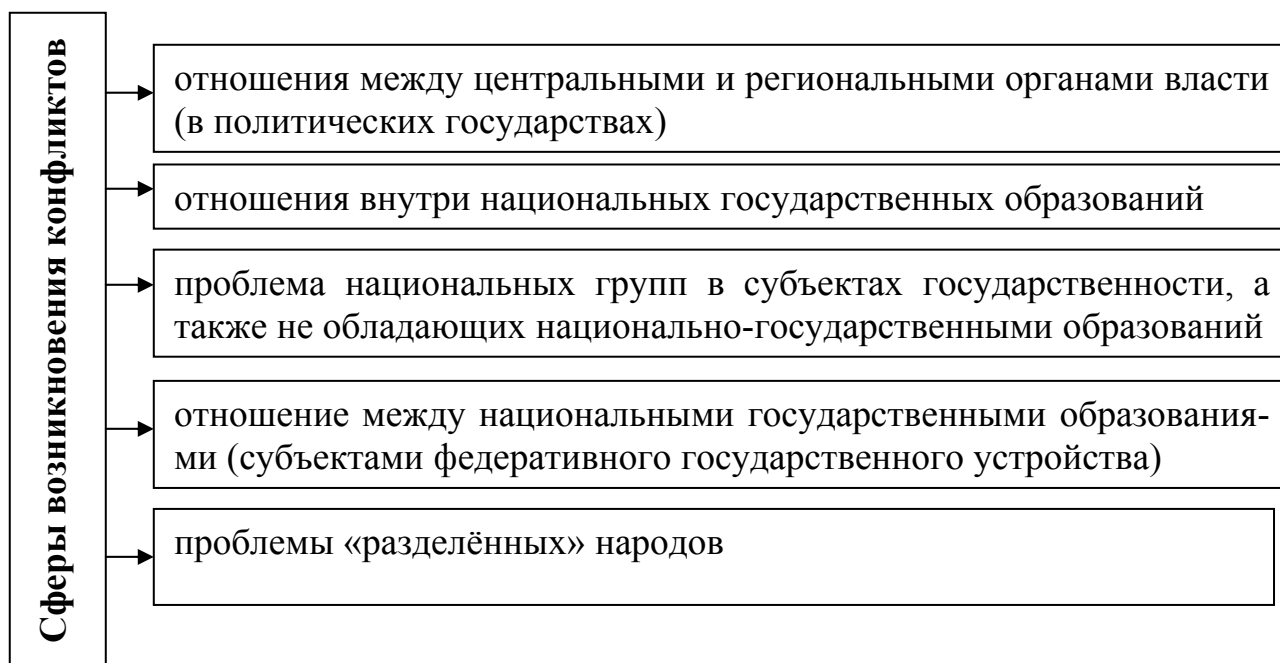 Сферы возникновения конфликтов
отношения между центральными и региональными органами власти
(в политических государствах)
отношения внутри национальных государственных образований
проблема национальных групп в субъектах государственности, а
также не обладающих национально-государственными образований
отношение между национальными государственными образования-
ми (субъектами федеративного государственного устройства)
проблемы «разделённых» народов